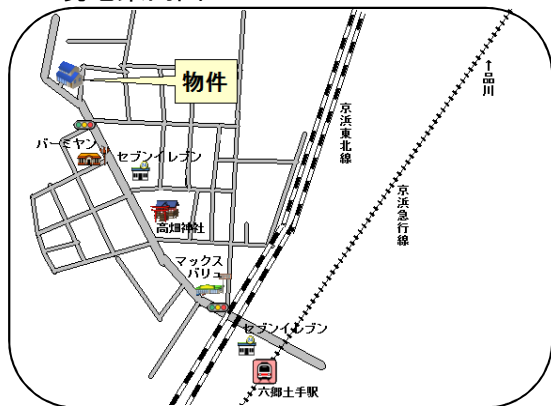 物件
↑品川
京浜東北線
バーミヤン
セブンイレブン
京浜急行線
高畑神社
マックス
バリュ
セブンイレブン
六郷土手駅